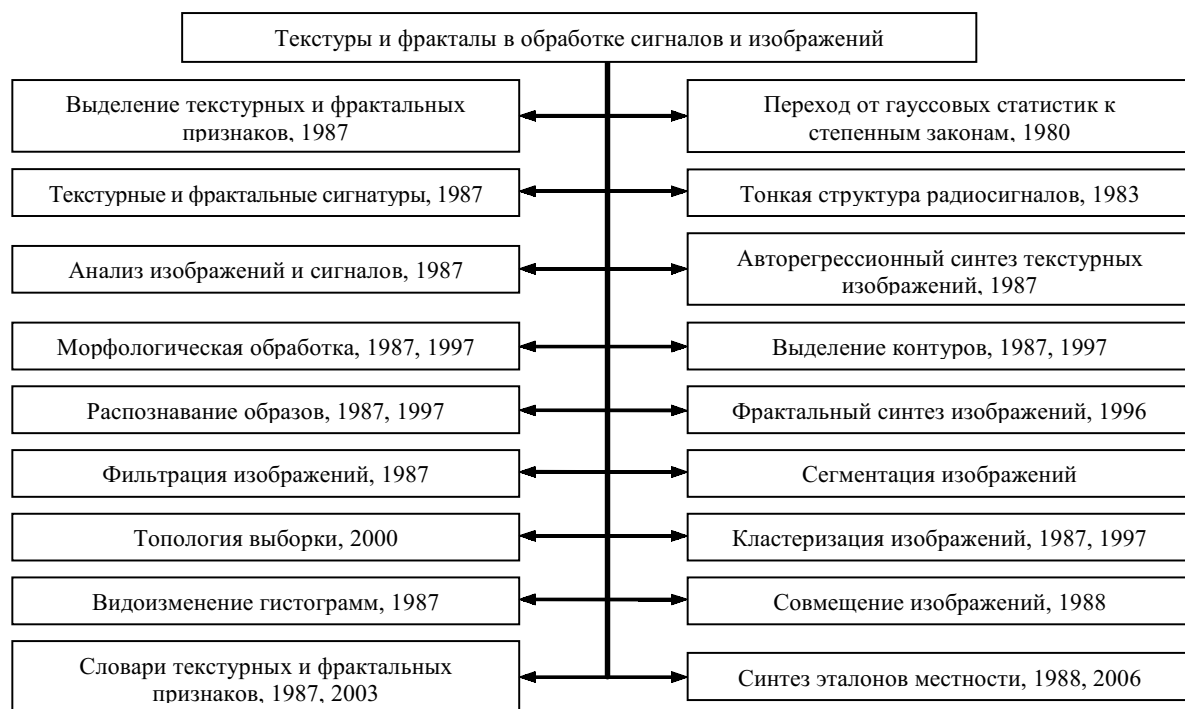 Текстуры и фракталы в обработке сигналов и изображений
Выделение текстурных и фрактальных
признаков, 1987
Переход от гауссовых статистик к
степенным законам, 1980
Текстурные и фрактальные сигнатуры, 1987
Тонкая структура радиосигналов, 1983
Анализ изображений и сигналов, 1987
Авторегрессионный синтез текстурных
изображений, 1987
Морфологическая обработка, 1987, 1997
Выделение контуров, 1987, 1997
Распознавание образов, 1987, 1997
Фрактальный синтез изображений, 1996
Фильтрация изображений, 1987
Сегментация изображений
Топология выборки, 2000
Кластеризация изображений, 1987, 1997
Видоизменение гистограмм, 1987
Совмещение изображений, 1988
Словари текстурных и фрактальных
признаков, 1987, 2003
Синтез эталонов местности, 1988, 2006